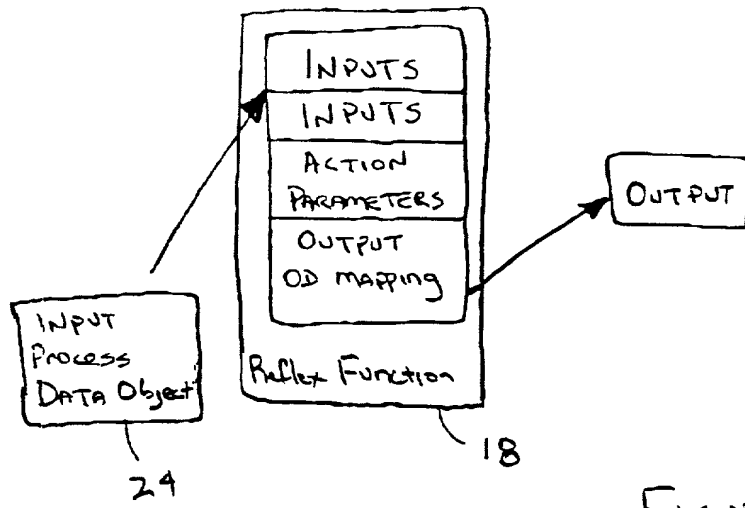 INPUTS
INPUTS
ACTION
PARAMETERS
OUTPUT
OD MAPPING
Reflex Function
18
INPUT
Process
DATA Object
24
OUTPUT